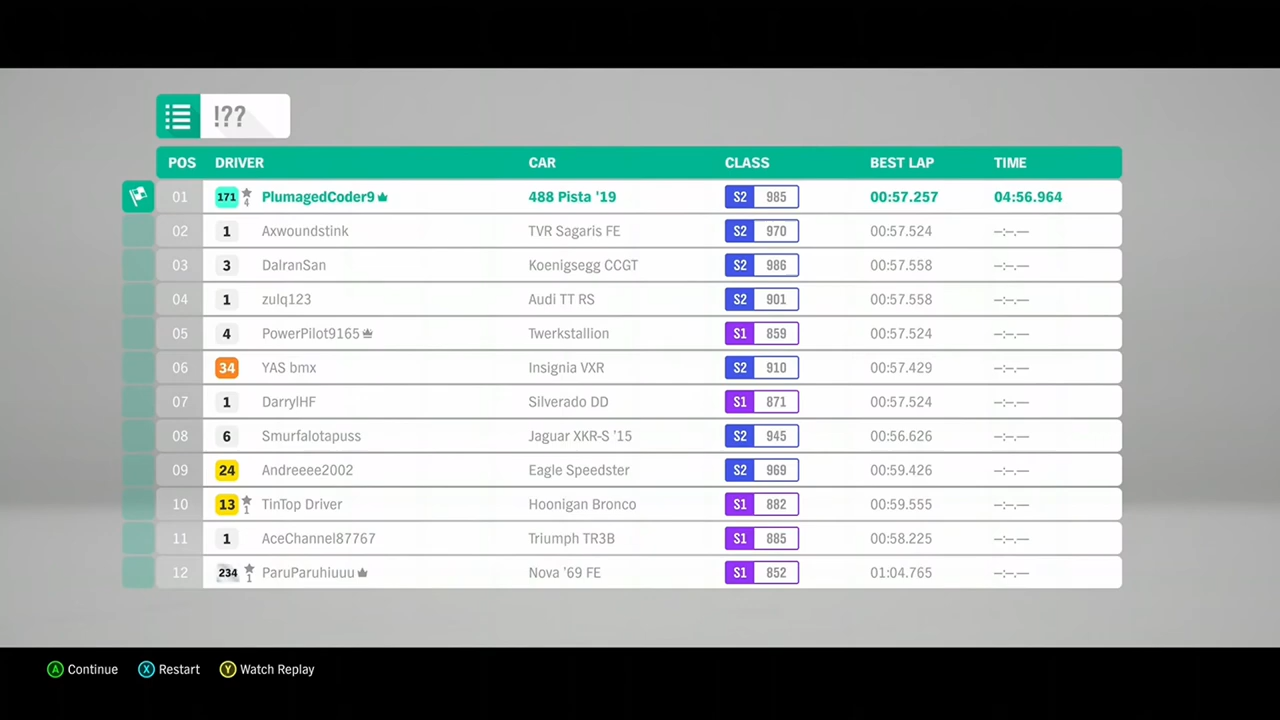 !??
POS DRIVER CAR CLASS BEST LAP TIME
01 171 4 PlumagedCoder9 488 Pista '19 S2 985 00:57.257 04:56.964
02 1 Axwoundstink TVR Sagaris FE S2 970 00:57.524 --:--.---
03 3 DalranSan Koenigsegg CCGT S2 986 00:57.558 --:--.---
04 1 zulq123 Audi TT RS S2 901 00:57.558 --:--.---
05 4 PowerPilot9165 Twerkstallion S1 859 00:57.524 --:--.---
06 34 YAS bmx Insignia VXR S2 910 00:57.429 --:--.---
07 1 DarrylHF Silverado DD S1 871 00:57.524 --:--.---
08 6 Smurfalotapuss Jaguar XKR-S '15 S2 945 00:56.626 --:--.---
09 24 Andreeee2002 Eagle Speedster S2 969 00:59.426 --:--.---
10 13 1 TinTop Driver Hoonigan Bronco S1 882 00:59.555 --:--.---
11 1 AceChannel87767 Triumph TR3B S1 885 00:58.225 --:--.---
12 234 1 ParuParuhiuuu Nova '69 FE S1 852 01:04.765 --:--.---
A Continue X Restart Y Watch Replay